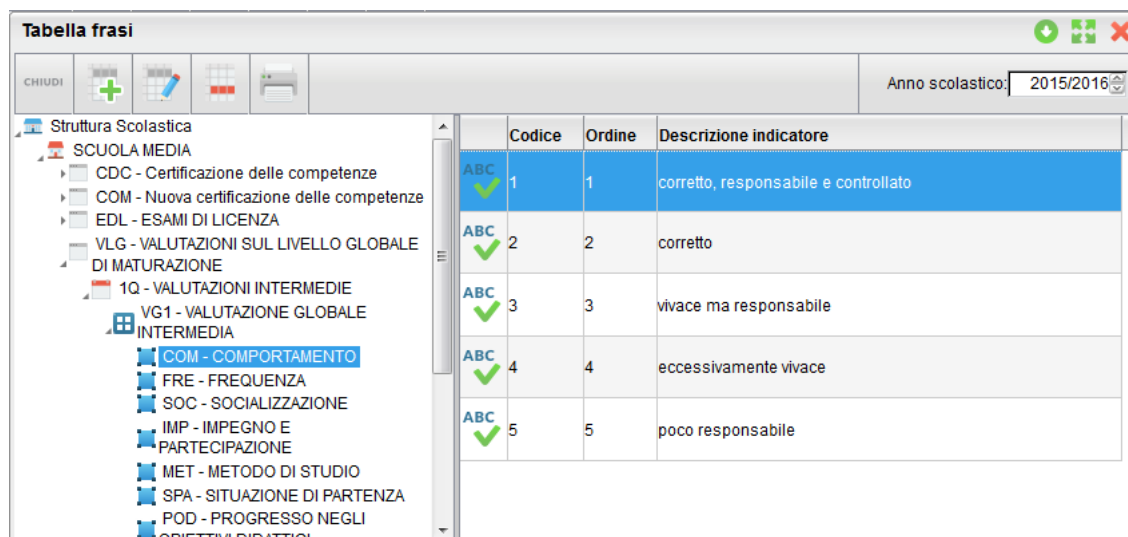 Tabella frasi
CHIUDI
Anno scolastico: 2015/2016
Struttura Scolastica
SCUOLA MEDIA
CDC - Certificazione delle competenze
COM - Nuova certificazione delle competenze
EDL - ESAMI DI LICENZA
VLG - VALUTAZIONI SUL LIVELLO GLOBALE
DI MATURAZIONE
1Q - VALUTAZIONI INTERMEDIE
VG1 - VALUTAZIONE GLOBALE
INTERMEDIA
COM - COMPORTAMENTO
FRE - FREQUENZA
SOC - SOCIALIZZAZIONE
IMP - IMPEGNO E
PARTECIPAZIONE
MET - METODO DI STUDIO
SPA - SITUAZIONE DI PARTENZA
POD - PROGRESSO NEGLI
OBIETTIVI DIDATTICI
Codice Ordine Descrizione indicatore
ABC 1 1 corretto, responsabile e controllato
ABC 2 2 corretto
ABC 3 3 vivace ma responsabile
ABC 4 4 eccessivamente vivace
ABC 5 5 poco responsabile